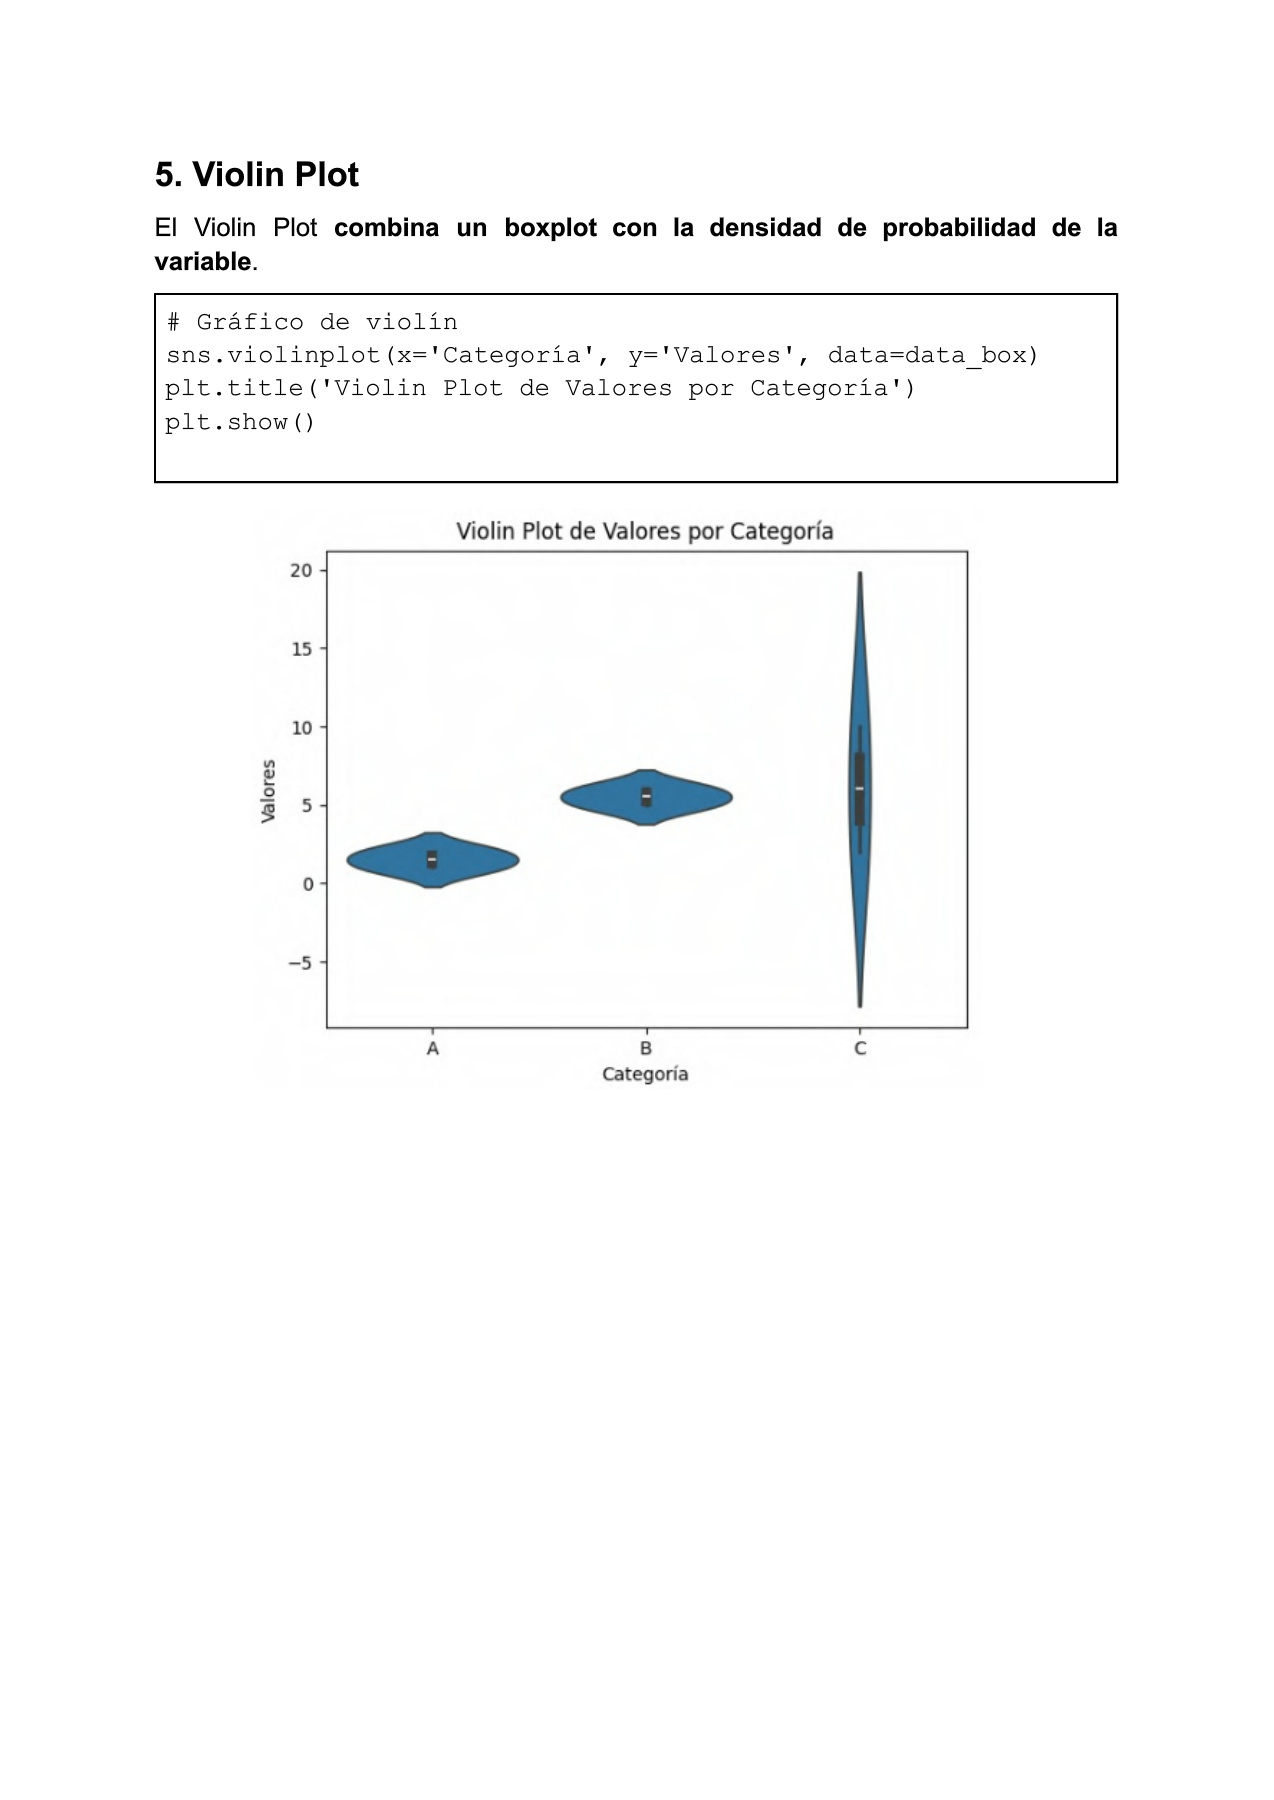 5. Violin Plot
El Violin Plot combina un boxplot con la densidad de probabilidad de la
variable.
# Gráfico de violín
sns.violinplot(x='Categoría', y='Valores', data=data_box)
plt.title('Violin Plot de Valores por Categoría')
plt.show()
Violin Plot de Valores por Categoría
20
15
10
5
0
−5
Valores
A B C
Categoría